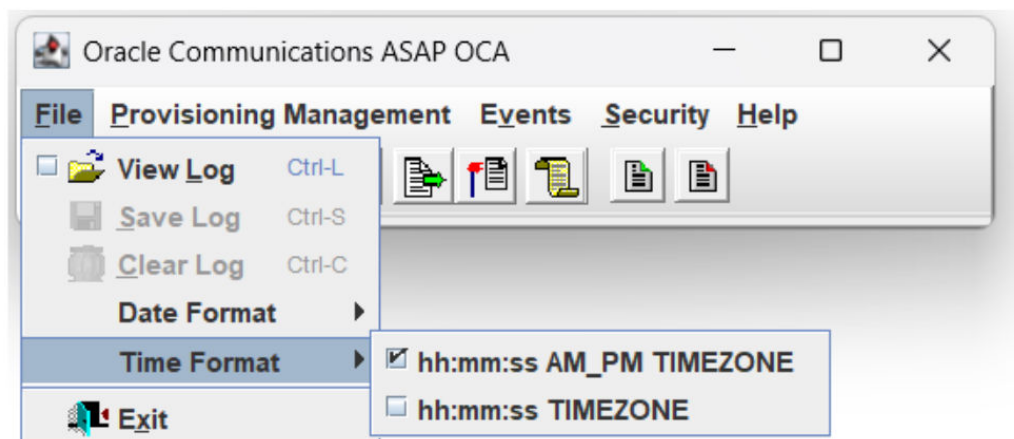 Oracle Communications ASAP OCA
File Provisioning Management Events Security Help
View Log Ctrl-L
Save Log Ctrl-S
Clear Log Ctrl-C
Date Format
Time Format
hh:mm:ss AM_PM TIMEZONE
hh:mm:ss TIMEZONE
Exit